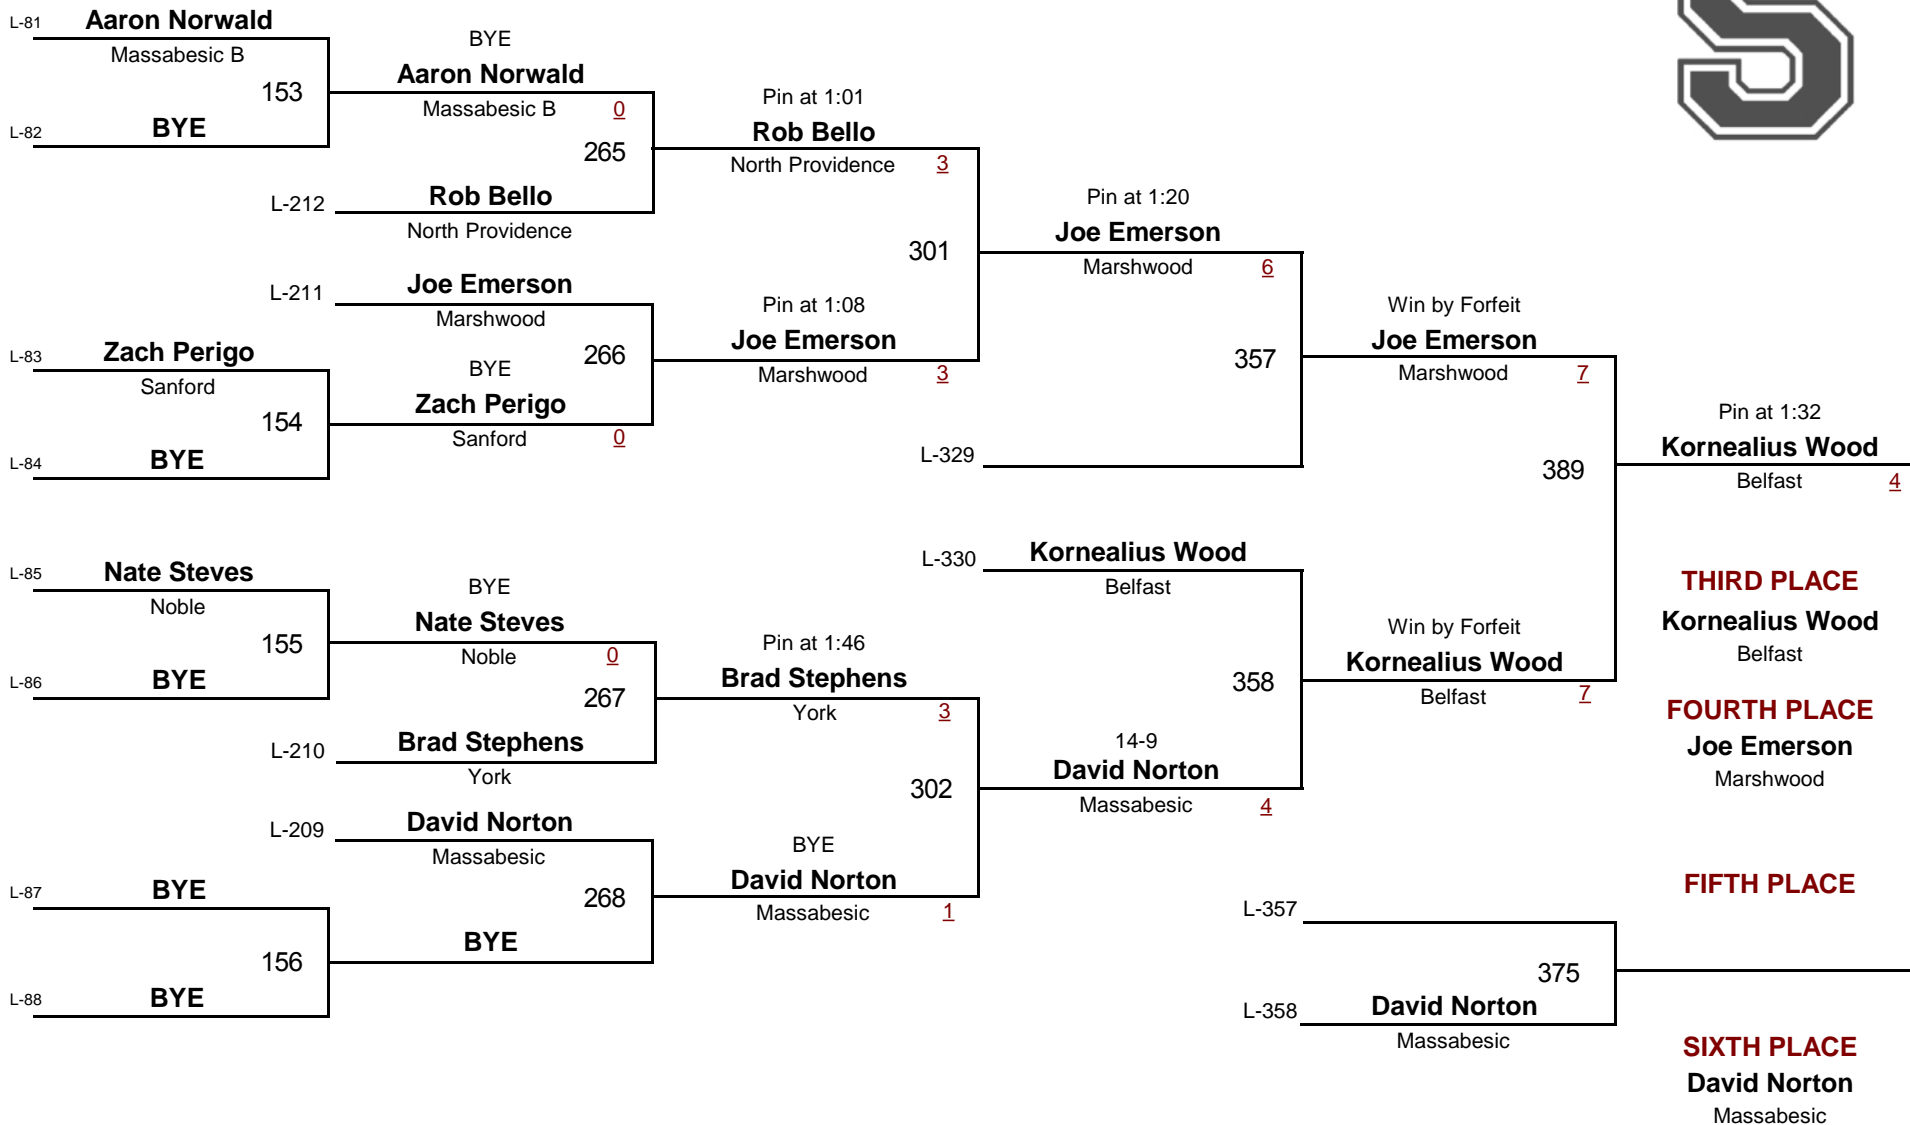 L-81
Aaron Norwald
Massabesic B
153
L-82
BYE
BYE
Aaron Norwald
Massabesic B 0
265
L-212
Rob Bello
North Providence
Pin at 1:01
Rob Bello
North Providence 3
301
L-211
Joe Emerson
Marshwood
266
L-83
Zach Perigo
Sanford
154
L-84
BYE
BYE
Zach Perigo
Sanford 0
Pin at 1:08
Joe Emerson
Marshwood 3
Pin at 1:20
Joe Emerson
Marshwood 6
357
L-329
Win by Forfeit
Joe Emerson
Marshwood 7
389
Pin at 1:32
Kornealius Wood
Belfast 4
L-85
Nate Steves
Noble
155
L-86
BYE
BYE
Nate Steves
Noble 0
267
L-210
Brad Stephens
York
Pin at 1:46
Brad Stephens
York 3
302
L-209
David Norton
Massabesic
268
L-87
BYE
156
L-88
BYE
BYE
BYE
David Norton
Massabesic 1
L-330
Kornealius Wood
Belfast
358
14-9
David Norton
Massabesic 4
Win by Forfeit
Kornealius Wood
Belfast 7
THIRD PLACE
Kornealius Wood
Belfast
FOURTH PLACE
Joe Emerson
Marshwood
FIFTH PLACE
L-357
375
L-358
David Norton
Massabesic
SIXTH PLACE
David Norton
Massabesic
S